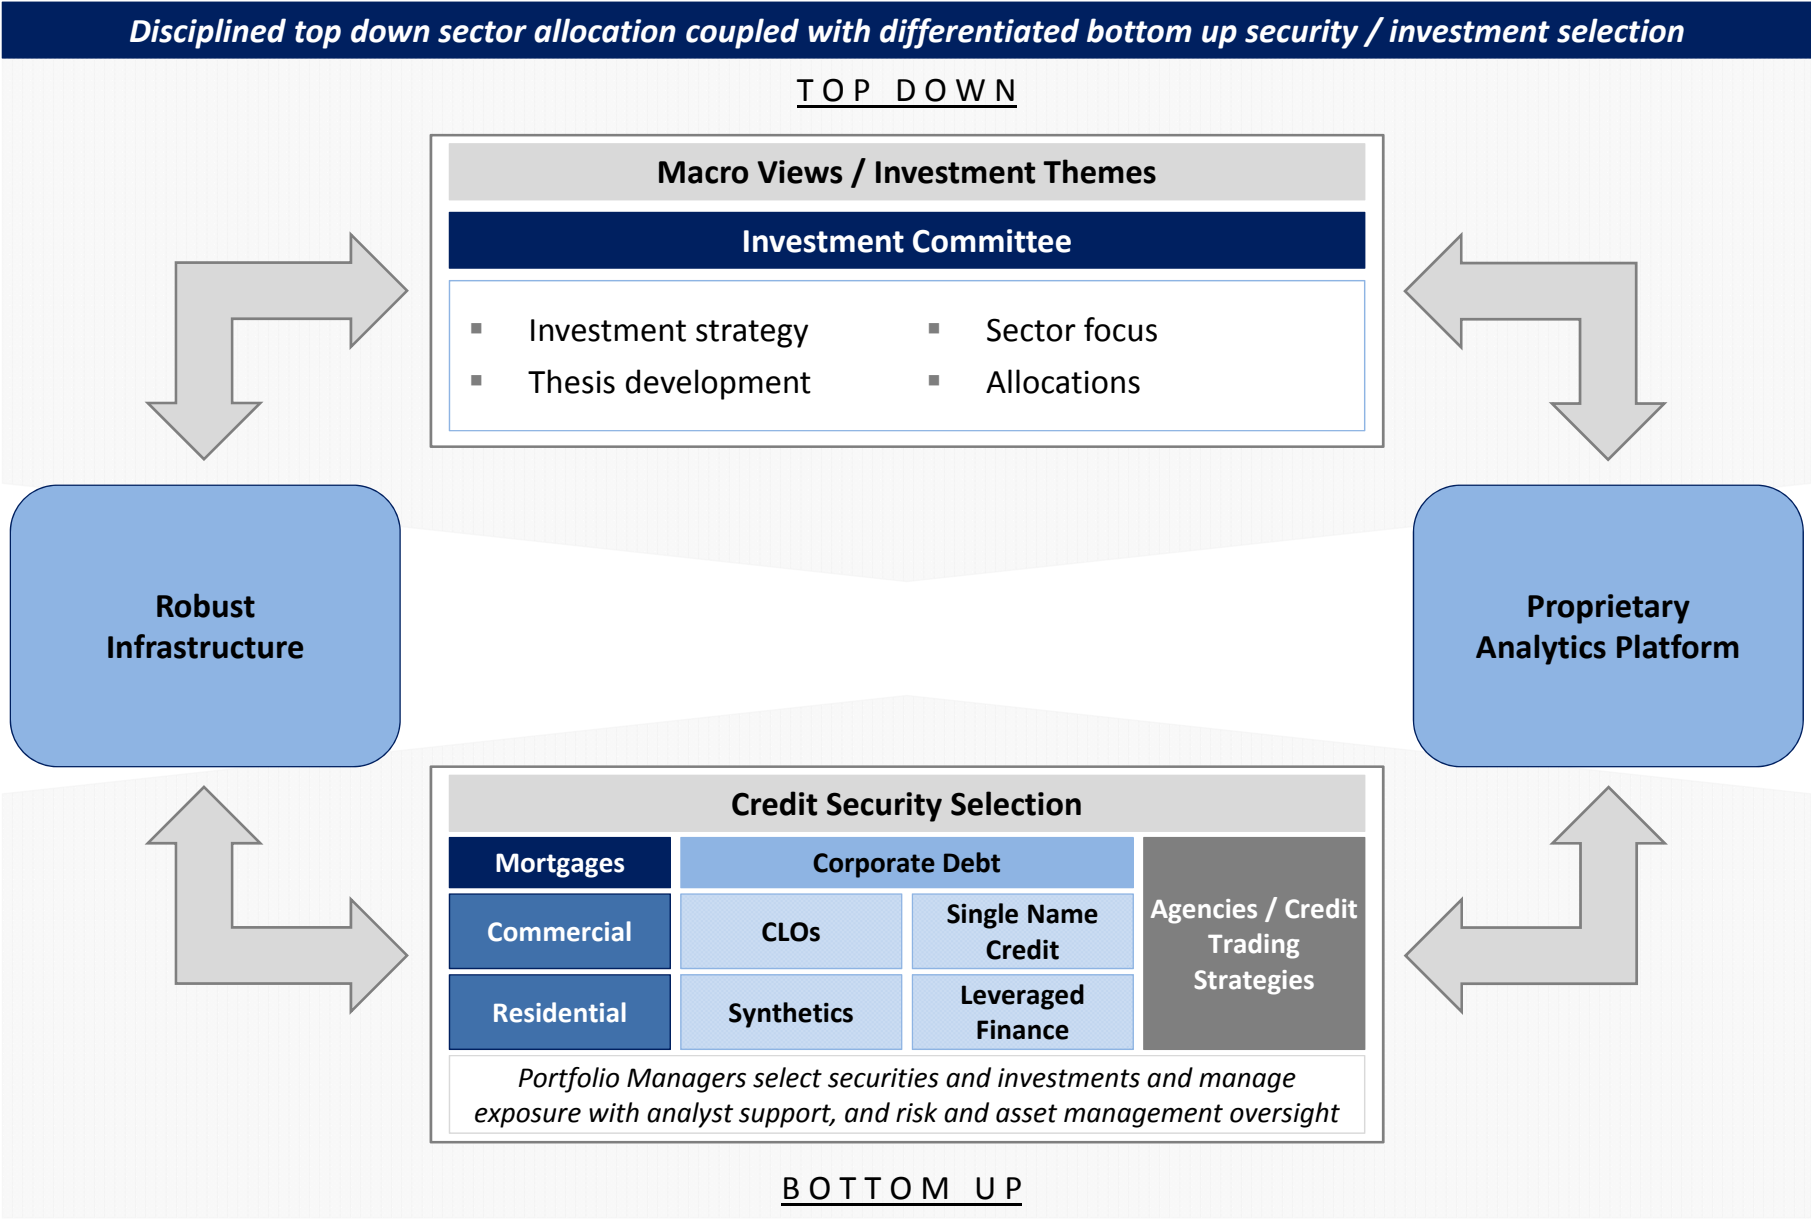 Disciplined top down sector allocation coupled with differentiated bottom up security / investment selection
TOP DOWN
Macro Views / Investment Themes
Investment Committee
▪ Investment strategy
▪ Thesis development
▪ Sector focus
▪ Allocations
Robust
Infrastructure
Proprietary
Analytics Platform
Credit Security Selection
Mortgages
Commercial
Residential
Corporate Debt
CLOs
Synthetics
Single Name
Credit
Leveraged
Finance
Agencies / Credit
Trading
Strategies
Portfolio Managers select securities and investments and manage
exposure with analyst support, and risk and asset management oversight
BOTTOM UP